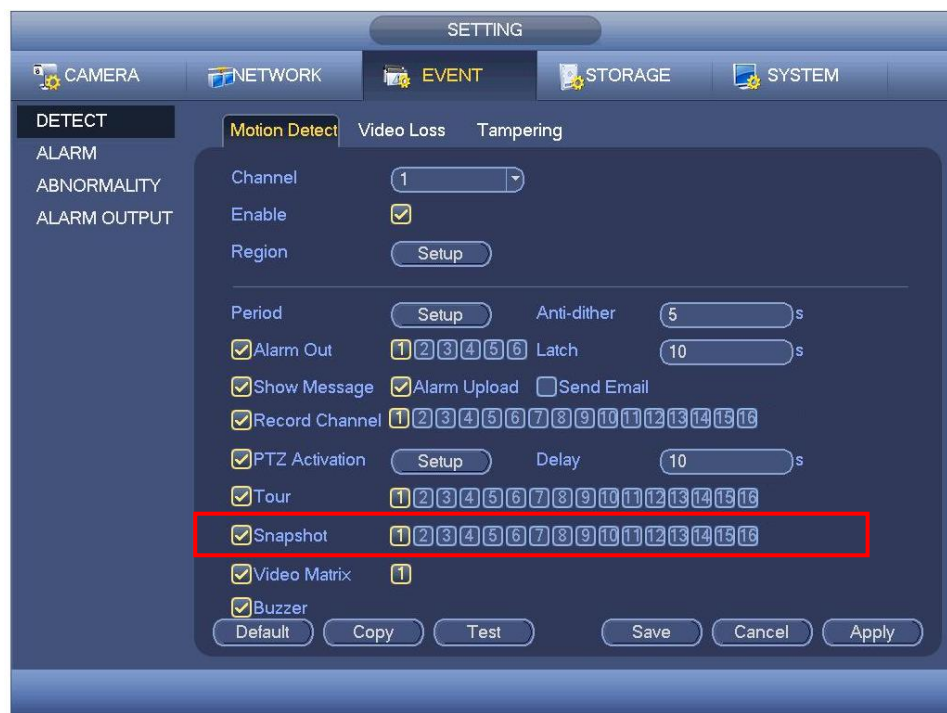 SETTING
CAMERA NETWORK EVENT STORAGE SYSTEM
DETECT
ALARM
ABNORMALITY
ALARM OUTPUT
Motion Detect Video Loss Tampering
Channel 1
Enable
Region Setup
Period Setup Anti-dither 5 s
Alarm Out 1 2 3 4 5 6 Latch 10 s
Show Message Alarm Upload Send Email
Record Channel 1 2 3 4 5 6 7 8 9 10 11 12 13 14 15 16
PTZ Activation Setup Delay 10 s
Tour 1 2 3 4 5 6 7 8 9 10 11 12 13 14 15 16
Snapshot 1 2 3 4 5 6 7 8 9 10 11 12 13 14 15 16
Video Matrix 1
Buzzer
Default Copy Test Save Cancel Apply